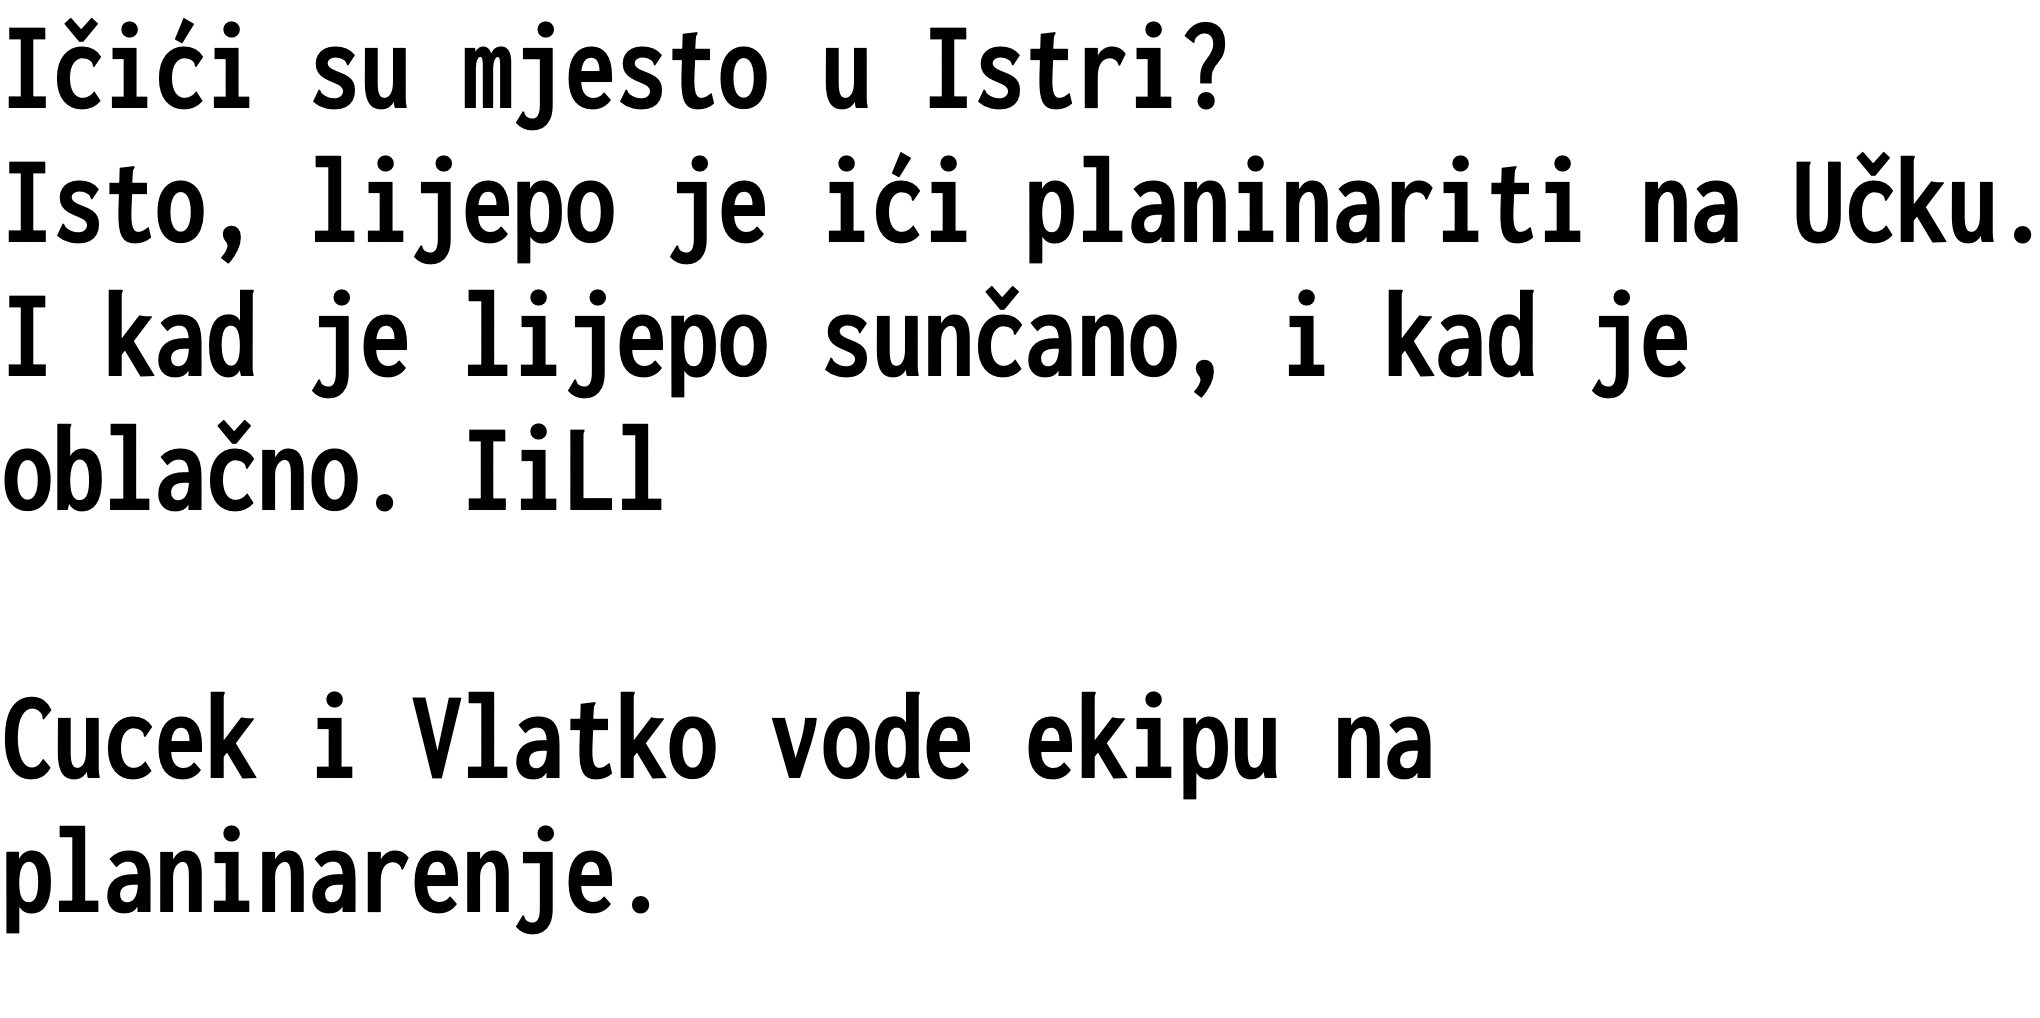 Ičići su mjesto u Istri?
Isto, lijepo je ići planinariti na Učku.
I kad je lijepo sunčano, i kad je
oblačno. IiLl
Cucek i Vlatko vode ekipu na
planinarenje.